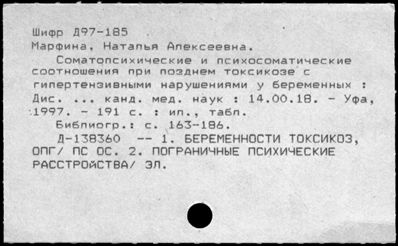 Шифр Д97-185
Марфина, Наталья Алексеевна.
Соматопсихические и психосоматические
соотношения при позднем токсикозе с
гипертензивными нарушениями у беременных :
Дис. ... канд. мед. наук : 14.00.18. - Уфа,
1997. - 191 с. : ил., табл.
Библиогр.: с. 163-186.
Д-138360 -- 1. БЕРЕМЕННОСТИ ТОКСИКОЗ,
ОПГ/ ПС ОС. 2. ПОГРАНИЧНЫЕ ПСИХИЧЕСКИЕ
РАССТРОЙСТВА/ ЭЛ.